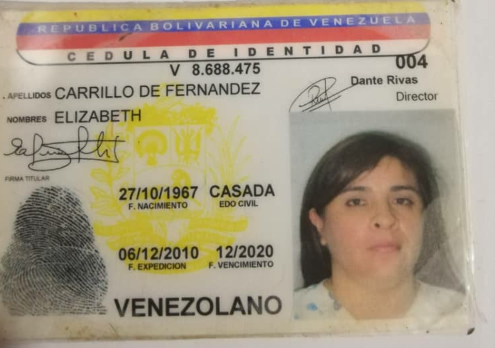 REPUBLICA BOLIVARIANA DE VENEZUELA
CEDULA DE IDENTIDAD
V 8.688.475
004
APELLIDOS CARRILLO DE FERNANDEZ
Dante Rivas
Director
NOMBRES ELIZABETH
FIRMA TITULAR
27/10/1967 CASADA
F. NACIMIENTO EDO CIVIL
06/12/2010 12/2020
F. EXPEDICION F. VENCIMIENTO
VENEZOLANO